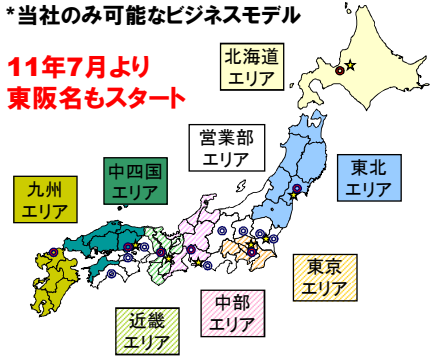 *当社のみ可能なビジネスモデル
11年7月より
東阪名もスタート
北海道
エリア
営業部
エリア
東北
エリア
中四国
エリア
九州
エリア
東京
エリア
中部
エリア
近畿
エリア